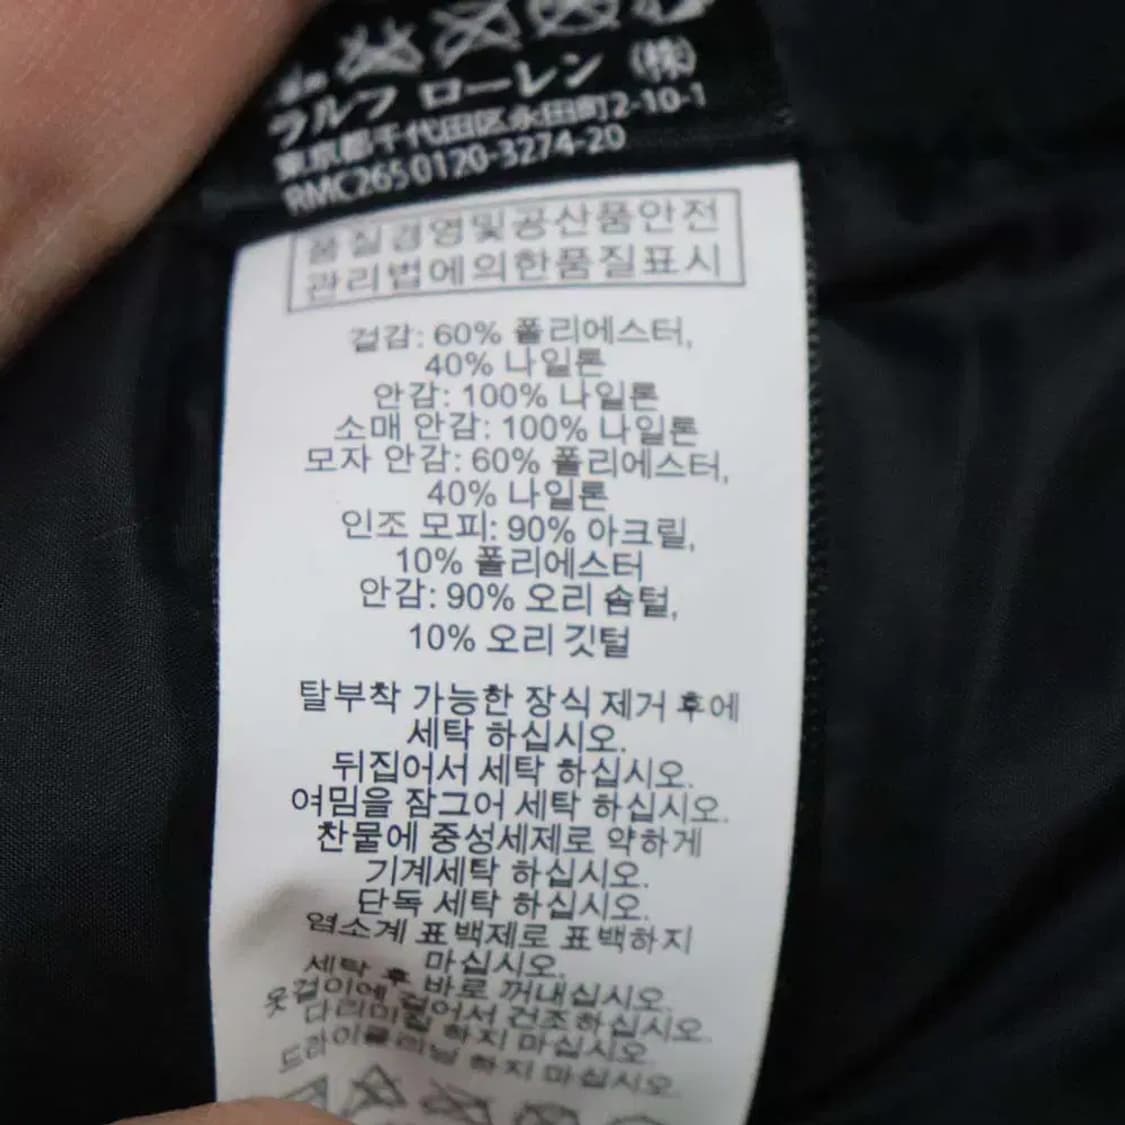 ラルフ ローレン (株)
東京都千代田区永田町2-10-1
RMC2650120-3274-20
품질경영및공산품안전
관리법에의한품질표시
겉감: 60% 폴리에스터,
40% 나일론
안감: 100% 나일론
소매 안감: 100% 나일론
모자 안감: 60% 폴리에스터,
40% 나일론
인조 모피: 90% 아크릴,
10% 폴리에스터
안감: 90% 오리 솜털,
10% 오리 깃털
탈부착 가능한 장식 제거 후에
세탁 하십시오.
뒤집어서 세탁 하십시오.
여밈을 잠그어 세탁 하십시오.
찬물에 중성세제로 약하게
기계세탁 하십시오.
단독 세탁 하십시오.
염소계 표백제로 표백하지
마십시오.
세탁 후 바로 꺼내십시오.
옷걸이에 걸어서 건조하십시오.
다리미질 하지 마십시오.
드라이클리닝 하지 마십시오.